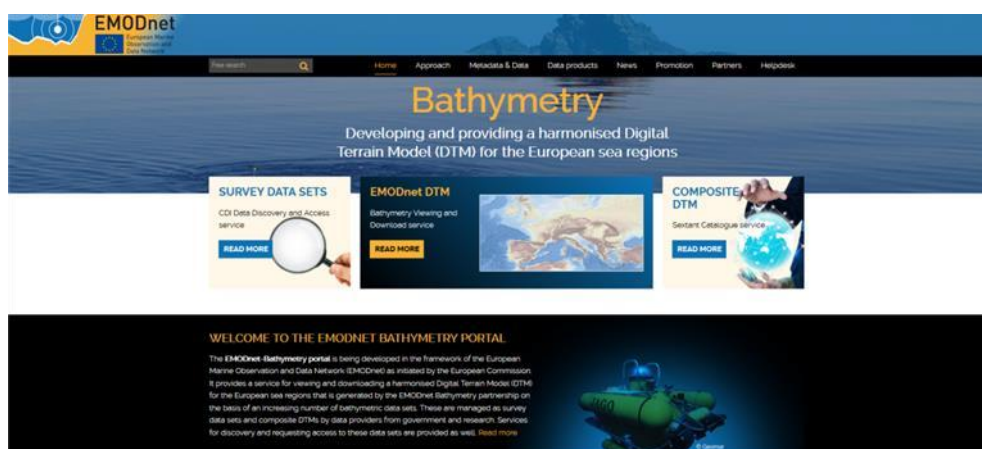 EMODnet
European Marine
Observation and
Data Network
Free search
Home Approach Metadata & Data Data products News Promotion Partners Helpdesk
Bathymetry
Developing and providing a harmonised Digital
Terrain Model (DTM) for the European sea regions
SURVEY DATA SETS
CDI Data Discovery and Access
service
READ MORE
EMODnet DTM
Bathymetry Viewing and
Download service
READ MORE
COMPOSITE
DTM
Sextant Catalogue service
READ MORE
WELCOME TO THE EMODNET BATHYMETRY PORTAL
The EMODnet-Bathymetry portal is being developed in the framework of the European
Marine Observation and Data Network (EMODnet) as initiated by the European Commission.
It provides a service for viewing and downloading a harmonised Digital Terrain Model (DTM)
for the European sea regions that is generated by the EMODnet Bathymetry partnership on
the basis of an increasing number of bathymetric data sets. These are managed as survey
data sets and composite DTMs by data providers from government and research. Services
for discovery and requesting access to these data sets are provided as well. Read more
JAGO
© Geomar